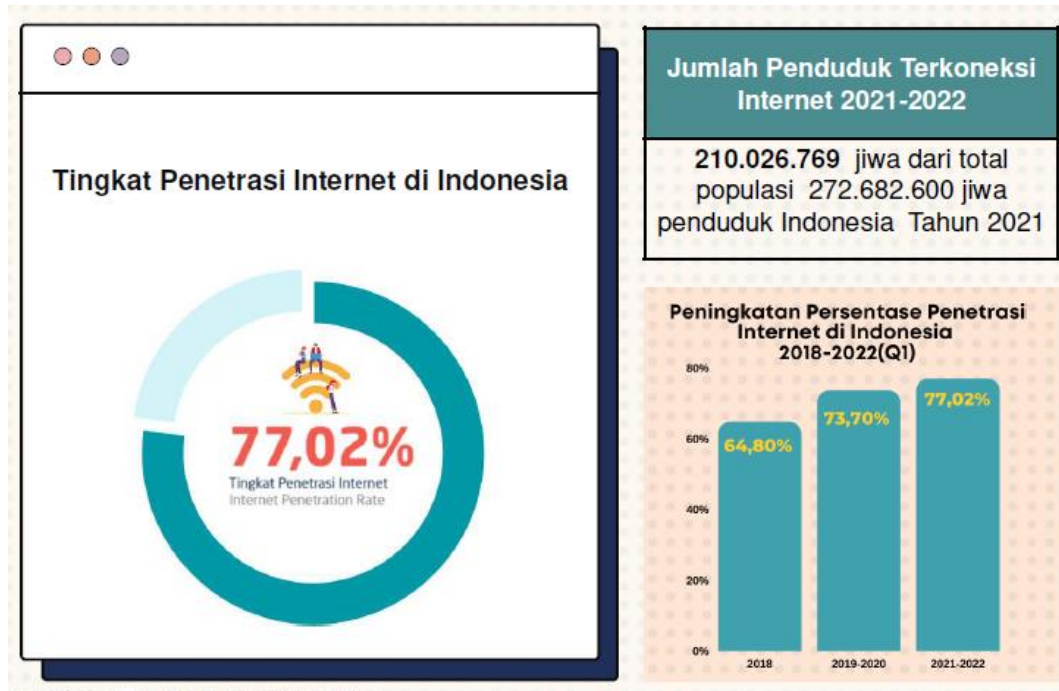 Tingkat Penetrasi Internet di Indonesia
77,02%
Tingkat Penetrasi Internet
Internet Penetration Rate
Jumlah Penduduk Terkoneksi
Internet 2021-2022
210.026.769 jiwa dari total
populasi 272.682.600 jiwa
penduduk Indonesia Tahun 2021
Peningkatan Persentase Penetrasi
Internet di Indonesia
2018-2022(Q1)
80%
60%
40%
20%
0%
64,80%
73,70%
77,02%
2018
2019-2020
2021-2022